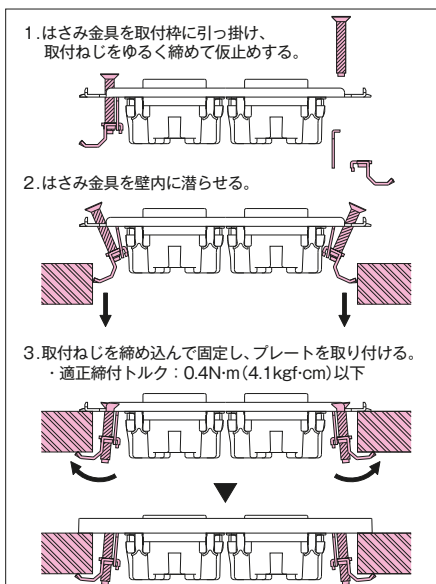 1.はさみ金具を取付枠に引っ掛け、
取付ねじをゆるく締めて仮止めする。
2.はさみ金具を壁内に潜らせる。
3.取付ねじを締め込んで固定し、プレートを取り付ける。
・適正締付トルク：0.4N·m(4.1kgf·cm)以下